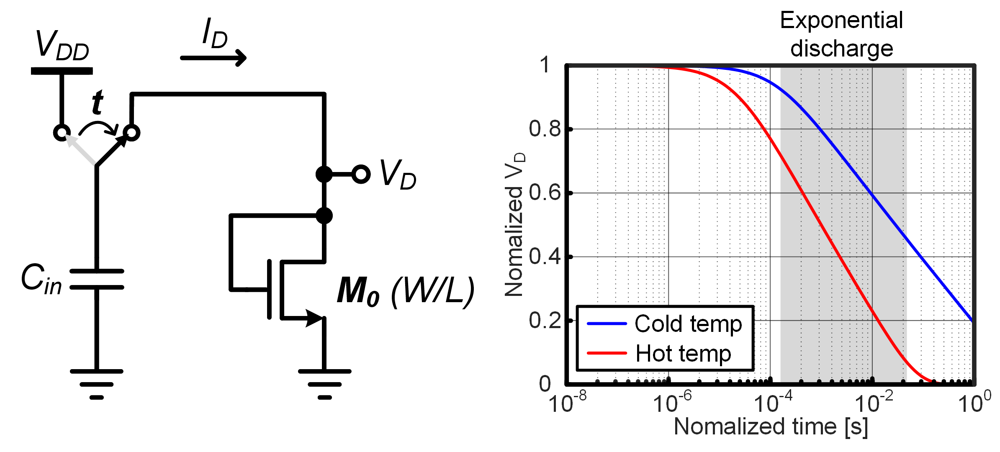 V_DD
I_D
t
V_D
C_in
M_0 (W/L)
Exponential
discharge
Nomalized V_D
1
0.8
0.6
0.4
0.2
0
Cold temp
Hot temp
10^-8 10^-6 10^-4 10^-2 10^0
Nomalized time [s]